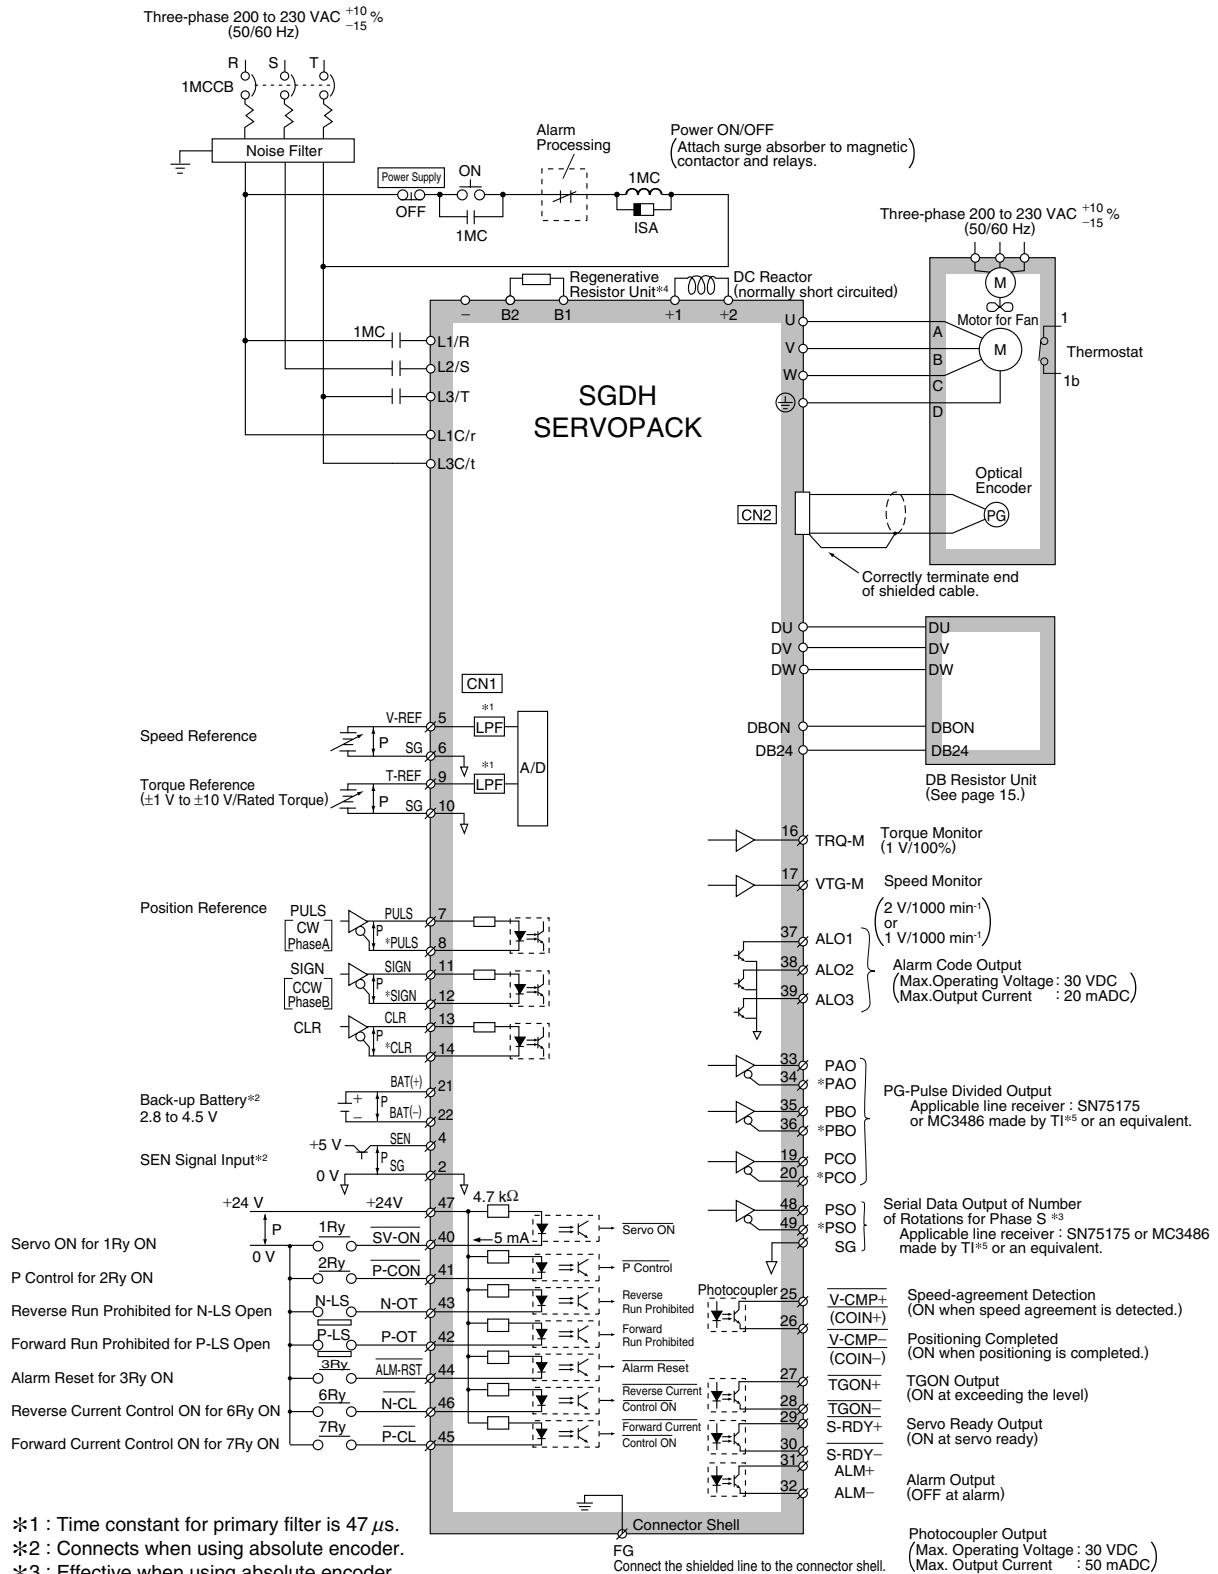 Three-phase 200 to 230 VAC +10 −15 %
(50/60 Hz)
R S T
1MCCB
Noise Filter
Power Supply
OFF
ON
1MC
Alarm
Processing
1MC
ISA
Power ON/OFF
(Attach surge absorber to magnetic
contactor and relays.)
Three-phase 200 to 230 VAC +10 −15 %
(50/60 Hz)
M
Motor for Fan
M
A
B
C
D
1
Thermostat
1b
Regenerative
Resistor Unit*4
DC Reactor
(normally short circuited)
− B2 B1 +1 +2
1MC
L1/R
L2/S
L3/T
L1C/r
L3C/t
SGDH
SERVOPACK
U
V
W
CN2
Optical
Encoder
PG
Correctly terminate end
of shielded cable.
DU DU
DV DV
DW DW
DBON DBON
DB24 DB24
DB Resistor Unit
(See page 15.)
CN1
Speed Reference
P
V-REF 5
SG 6
*1
LPF
Torque Reference
(±1 V to ±10 V/Rated Torque)
P
T-REF 9
SG 10
*1
LPF
A/D
16 TRQ-M Torque Monitor
(1 V/100%)
17 VTG-M Speed Monitor
(2 V/1000 min-1
or
1 V/1000 min-1)
Position Reference
PULS
CW
PhaseA
P
PULS 7
*PULS 8
SIGN
CCW
PhaseB
P
SIGN 11
*SIGN 12
CLR
P
CLR 13
*CLR 14
37 ALO1
38 ALO2
39 ALO3
Alarm Code Output
(Max.Operating Voltage : 30 VDC
Max.Output Current : 20 mADC)
Back-up Battery*2
2.8 to 4.5 V
+
−
P
BAT(+) 21
BAT(−) 22
SEN Signal Input*2
+5 V
0 V
P
SEN 4
SG 2
33 PAO
34 *PAO
35 PBO
36 *PBO
19 PCO
20 *PCO
PG-Pulse Divided Output
Applicable line receiver : SN75175
or MC3486 made by TI*5 or an equivalent.
48 PSO
49 *PSO
SG
Serial Data Output of Number
of Rotations for Phase S *3
Applicable line receiver : SN75175 or MC3486
made by TI*5 or an equivalent.
+24 V
P
0 V
+24V 47
4.7 kΩ
5 mA
Servo ON for 1Ry ON 1Ry SV-ON 40 Servo ON
P Control for 2Ry ON 2Ry P-CON 41 P Control
Reverse Run Prohibited for N-LS Open N-LS N-OT 43 Reverse
Run Prohibited
Forward Run Prohibited for P-LS Open P-LS P-OT 42 Forward
Run Prohibited
Alarm Reset for 3Ry ON 3Ry ALM-RST 44 Alarm Reset
Reverse Current Control ON for 6Ry ON 6Ry N-CL 46 Reverse Current
Control ON
Forward Current Control ON for 7Ry ON 7Ry P-CL 45 Forward Current
Control ON
Photocoupler
25 V-CMP+
(COIN+)
26 V-CMP−
(COIN−)
Speed-agreement Detection
(ON when speed agreement is detected.)
Positioning Completed
(ON when positioning is completed.)
27 TGON+
28 TGON−
TGON Output
(ON at exceeding the level)
29 S-RDY+
30 S-RDY−
Servo Ready Output
(ON at servo ready)
31 ALM+
32 ALM−
Alarm Output
(OFF at alarm)
Connector Shell
FG
Connect the shielded line to the connector shell.
Photocoupler Output
(Max. Operating Voltage : 30 VDC
Max. Output Current : 50 mADC)
*1 : Time constant for primary filter is 47 μs.
*2 : Connects when using absolute encoder.
*3 : Effective when using absolute encoder.